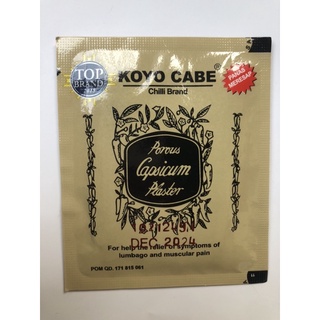 TOP
BRAND
KOYO CABE®
Chilli Brand
PANAS
MERESAP
Porous
Capsicum
Plaster
DEC 2024
For help the relief of symptoms of
lumbago and muscular pain
POM QD. 171 615 061